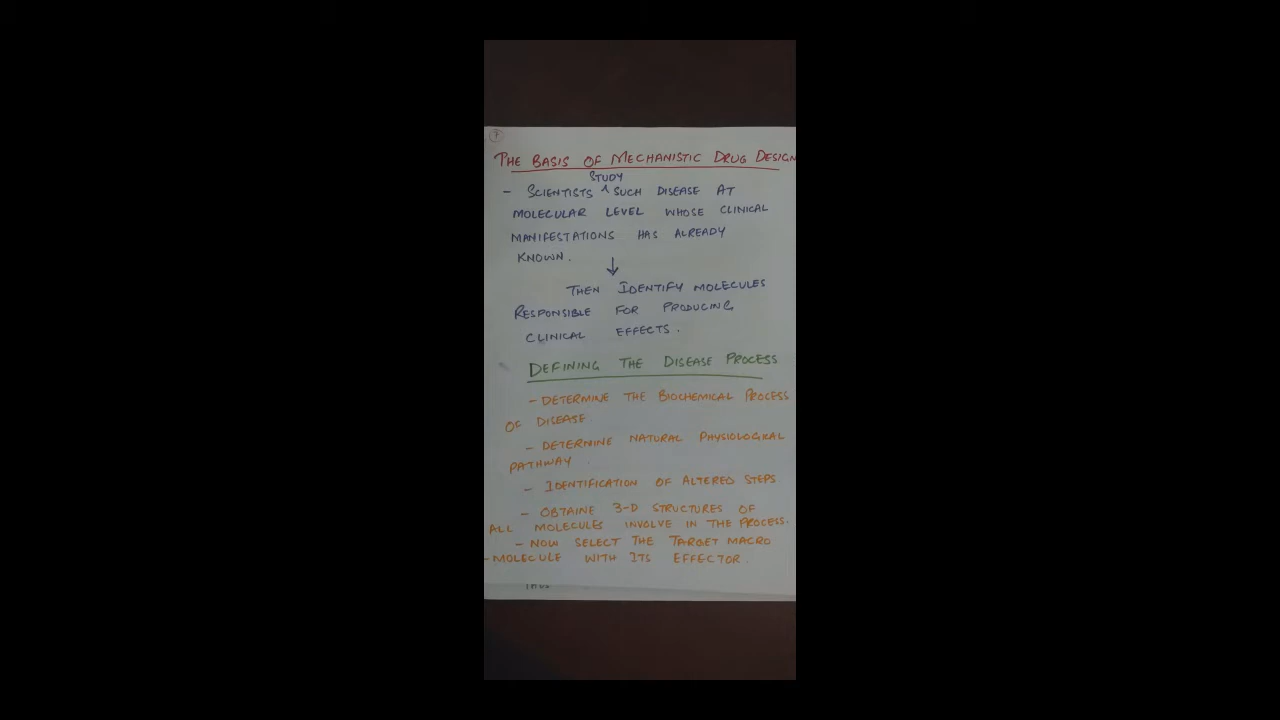 7
THE BASIS OF MECHANISTIC DRUG DESIGN
STUDY
- SCIENTISTS ^ SUCH DISEASE AT
MOLECULAR LEVEL WHOSE CLINICAL
MANIFESTATIONS HAS ALREADY
KNOWN.
↓
THEN IDENTIFY MOLECULES
RESPONSIBLE FOR PRODUCING
CLINICAL EFFECTS.
DEFINING THE DISEASE PROCESS
- DETERMINE THE BIOCHEMICAL PROCESS
OF DISEASE.
- DETERMINE NATURAL PHYSIOLOGICAL
PATHWAY.
- IDENTIFICATION OF ALTERED STEPS
- OBTAINE 3-D STRUCTURES OF
ALL MOLECULES INVOLVE IN THE PROCESS.
- NOW SELECT THE TARGET MACRO
-MOLECULE WITH ITS EFFECTOR.